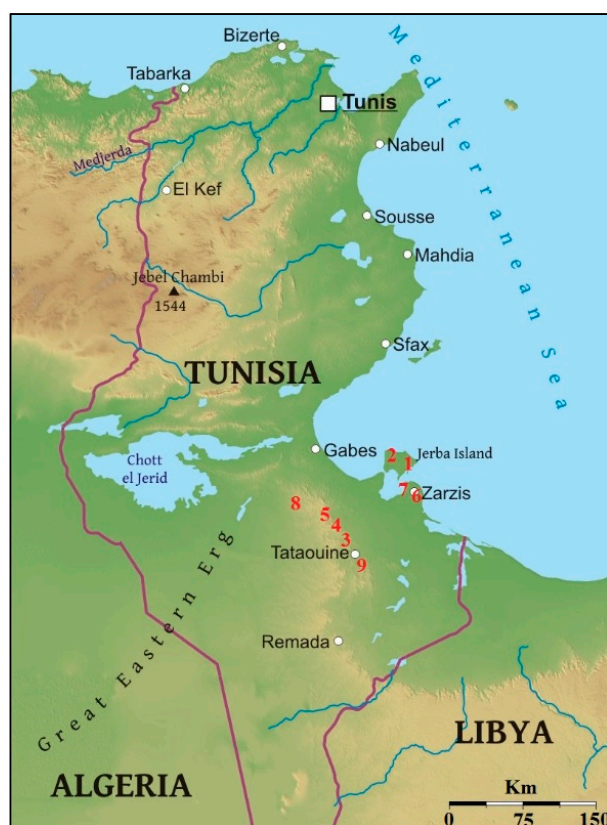 Bizerte
Tabarka
Tunis
Mediterranean Sea
Medjerda
Nabeul
El Kef
Sousse
Mahdia
Jebel Chambi
1544
Sfax
TUNISIA
Gabes
2
1
Jerba Island
Chott
el Jerid
7
6
Zarzis
8
5
4
3
Tataouine
9
Great Eastern Erg
Remada
LIBYA
ALGERIA
Km
0 75 150